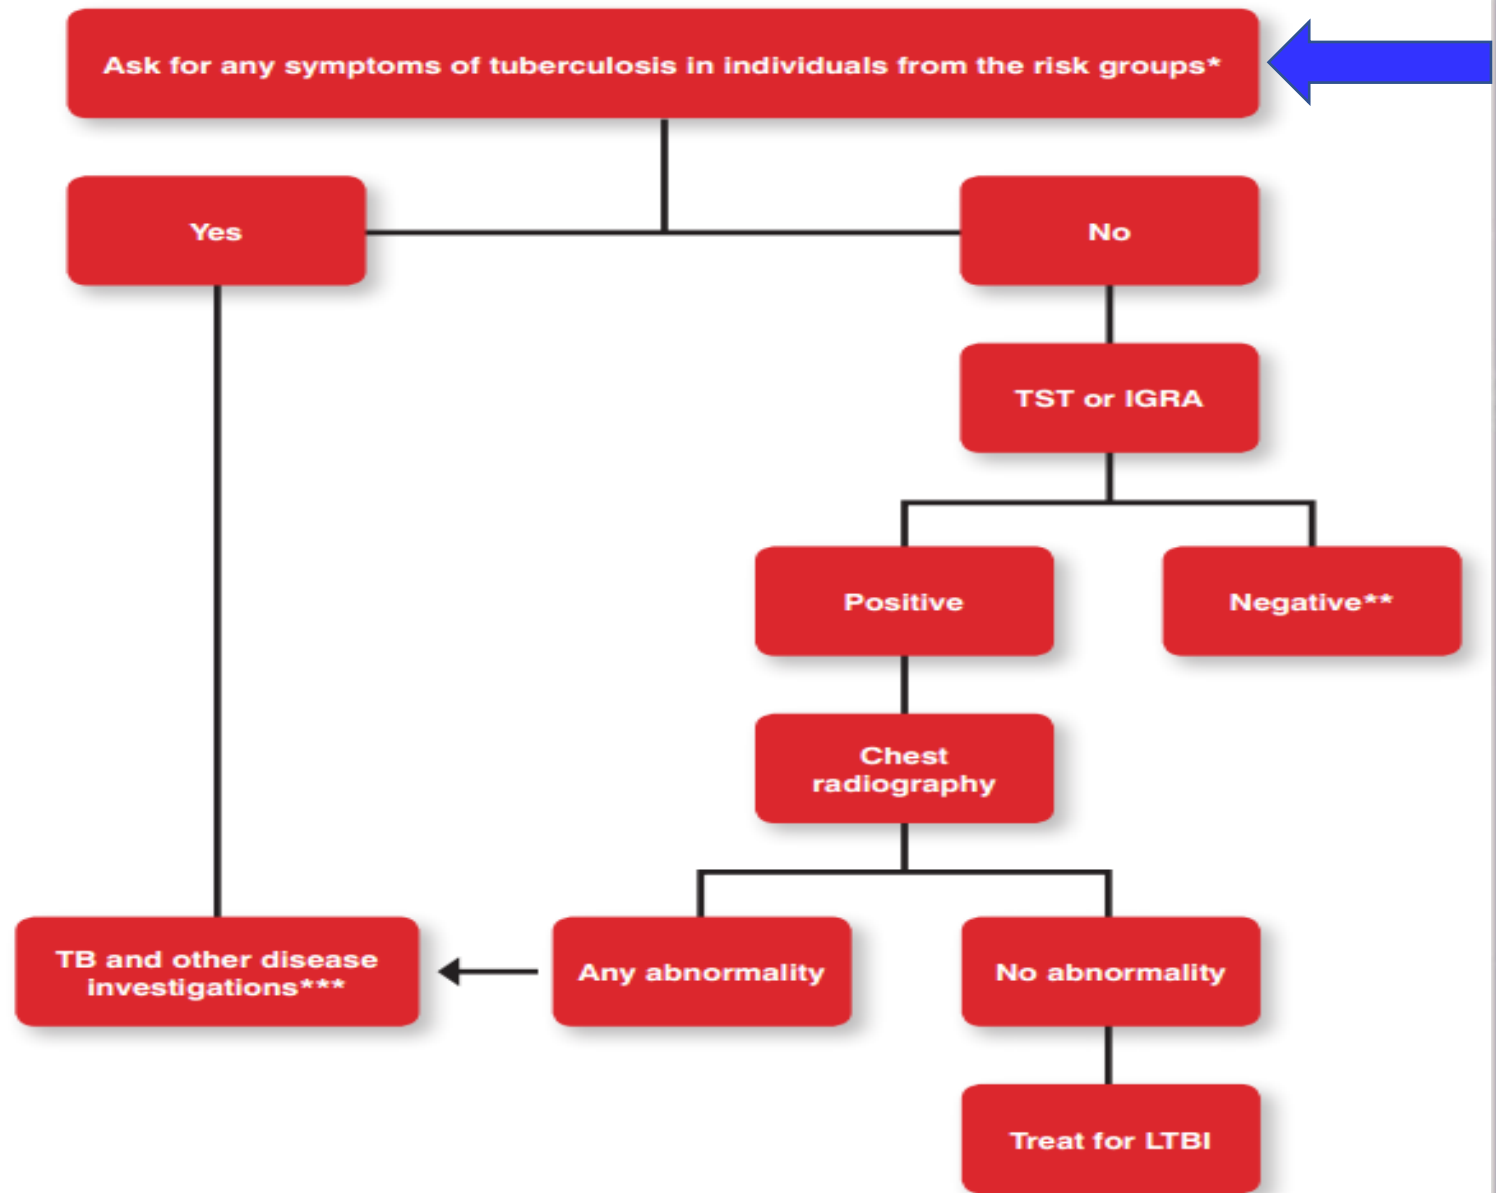 Ask for any symptoms of tuberculosis in individuals from the risk groups*
Yes
No
TST or IGRA
Positive
Negative**
Chest
radiography
TB and other disease
investigations***
Any abnormality
No abnormality
Treat for LTBI